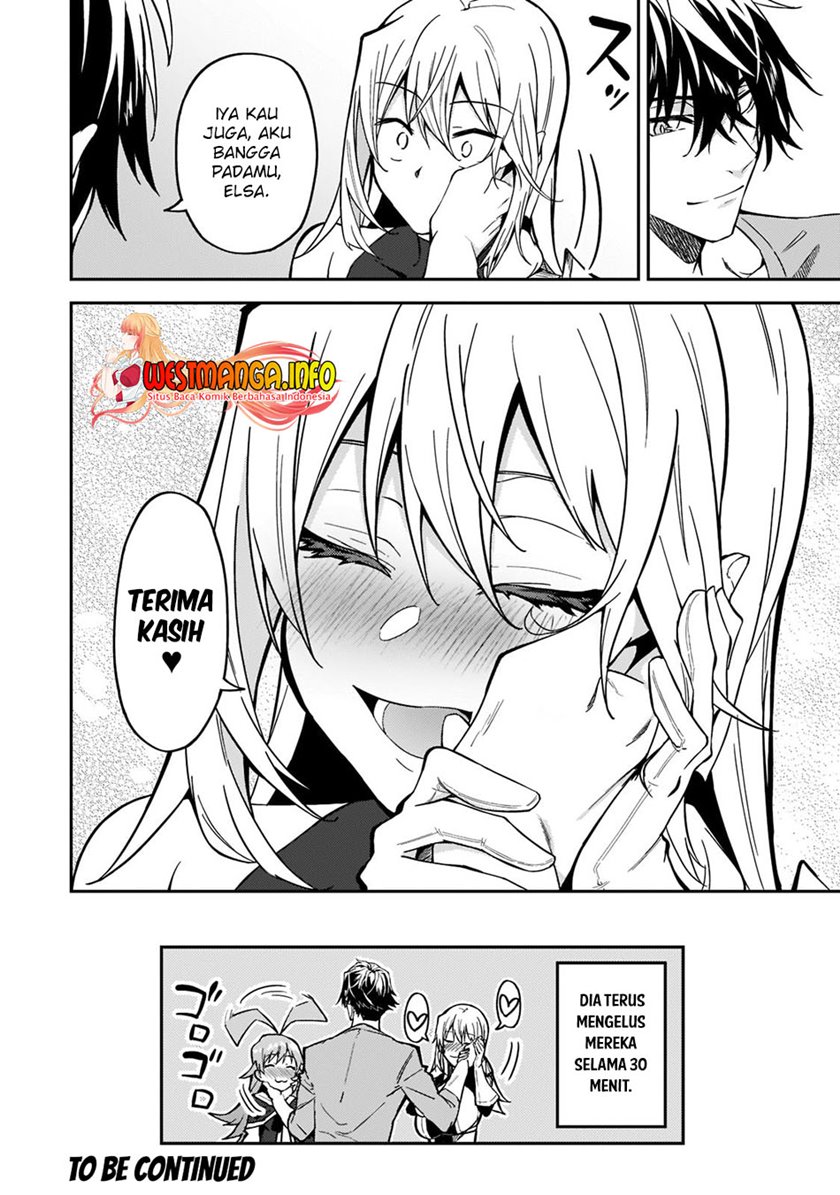 スッ
IYA KAU
JUGA, AKU
BANGGA
PADAMU,
ELSA.
WESTMANGA.INFO
Situs Baca Komik Berbahasa Indonesia
TERIMA
KASIH
♥
ゴロゴロ
DIA TERUS
MENGELUS
MEREKA
SELAMA 30
MENIT.
TO BE CONTINUED